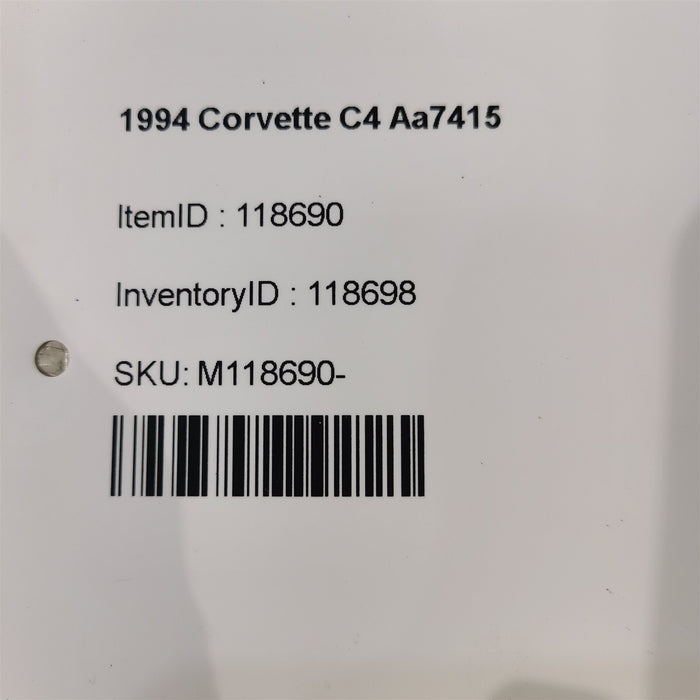 1994 Corvette C4 Aa7415
ItemID : 118690
InventoryID : 118698
SKU: M118690-